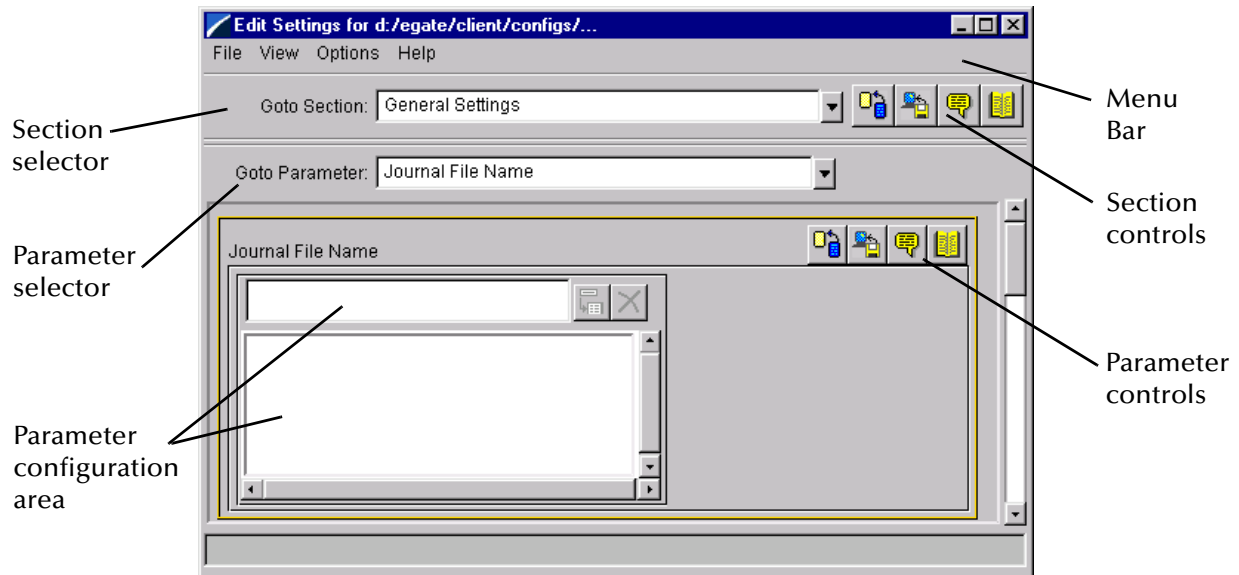 Edit Settings for d:/egate/client/configs/...
File View Options Help
Goto Section: General Settings
Goto Parameter: Journal File Name
Journal File Name
Section
selector
Parameter
selector
Parameter
configuration
area
Menu
Bar
Section
controls
Parameter
controls